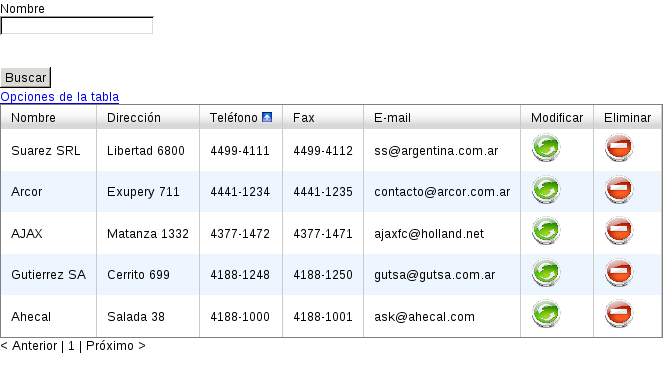 Nombre
Buscar
Opciones de la tabla
Nombre Dirección Teléfono Fax E-mail Modificar Eliminar
Suarez SRL Libertad 6800 4499-4111 4499-4112 ss@argentina.com.ar
Arcor Exupery 711 4441-1234 4441-1235 contacto@arcor.com.ar
AJAX Matanza 1332 4377-1472 4377-1471 ajaxfc@holland.net
Gutierrez SA Cerrito 699 4188-1248 4188-1250 gutsa@gutsa.com.ar
Ahecal Salada 38 4188-1000 4188-1001 ask@ahecal.com
< Anterior | 1 | Próximo >